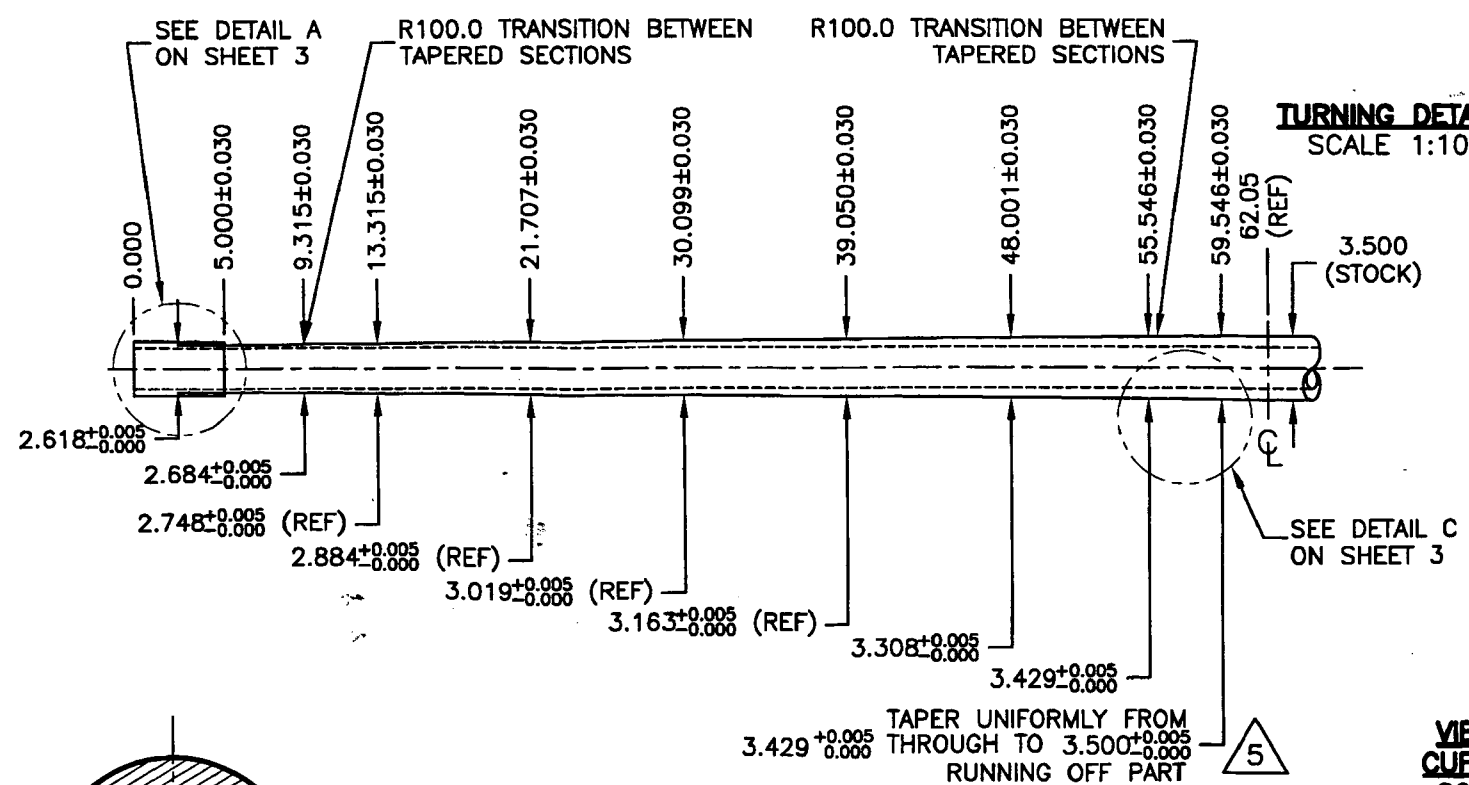 SEE DETAIL A
ON SHEET 3
R100.0 TRANSITION BETWEEN
TAPERED SECTIONS
R100.0 TRANSITION BETWEEN
TAPERED SECTIONS
TURNING DETA
SCALE 1:10
0.000
5.000±0.030
9.315±0.030
13.315±0.030
21.707±0.030
30.099±0.030
39.050±0.030
48.001±0.030
55.546±0.030
59.546±0.030
62.05
(REF)
3.500
(STOCK)
2.618+0.005
-0.000
2.684+0.005
-0.000
2.748+0.005
-0.000 (REF)
2.884+0.005
-0.000 (REF)
3.019+0.005
-0.000 (REF)
3.163+0.005
-0.000 (REF)
3.308+0.005
-0.000
3.429+0.005
-0.000
℄
SEE DETAIL C
ON SHEET 3
TAPER UNIFORMLY FROM
3.429 +0.005
0.000 THROUGH TO 3.500+0.005
-0.000
RUNNING OFF PART
5
VIE
CUF